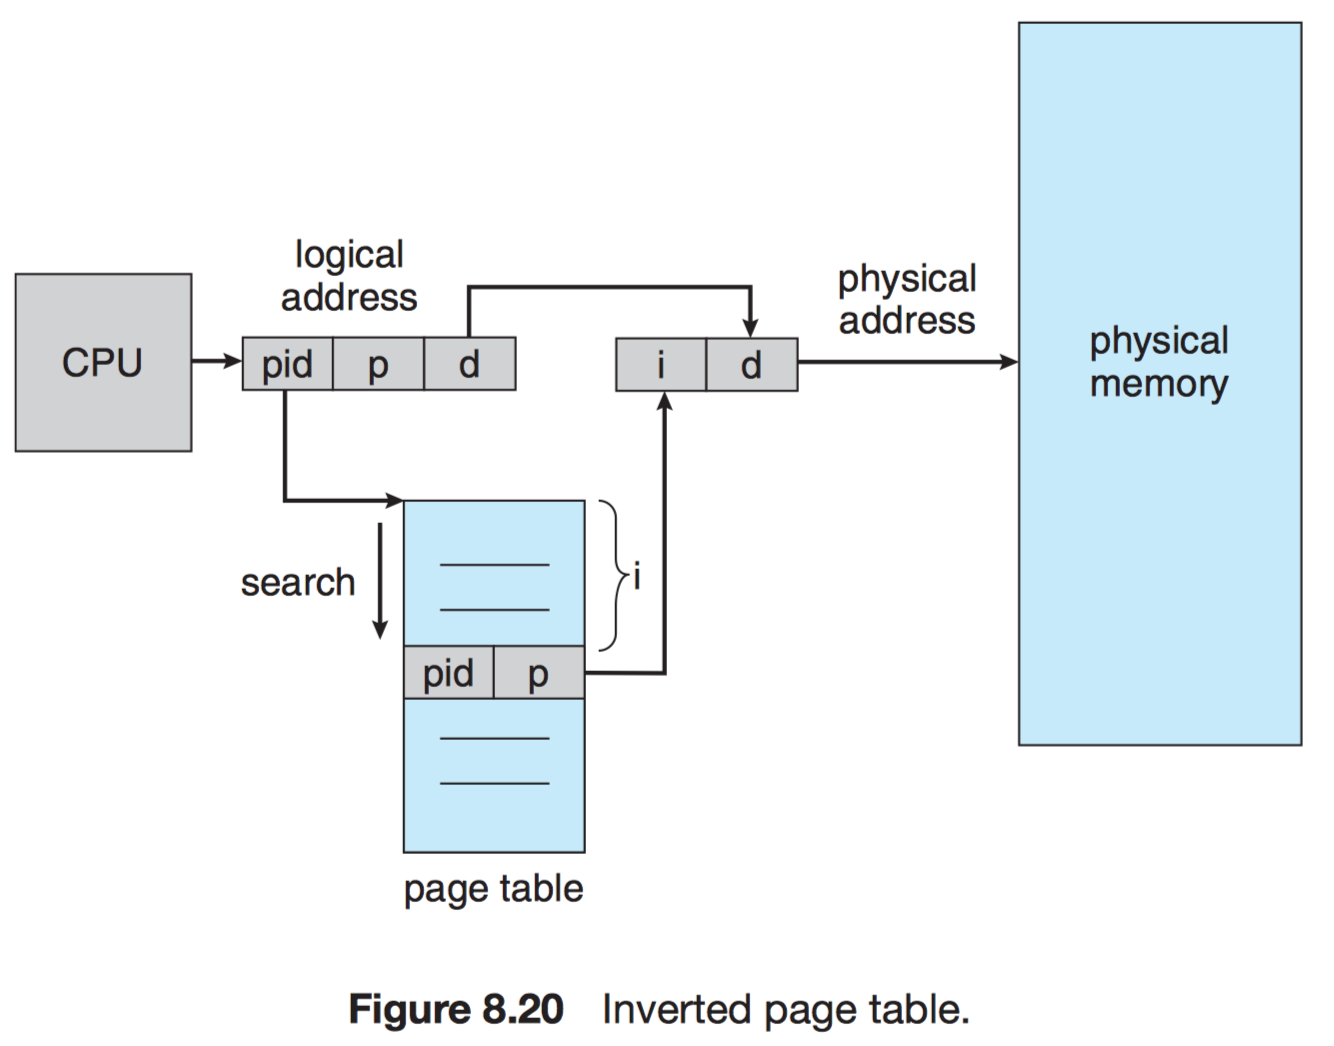 logical
address
CPU
pid p d
i d
physical
address
physical
memory
search
i
pid p
page table
Figure 8.20 Inverted page table.